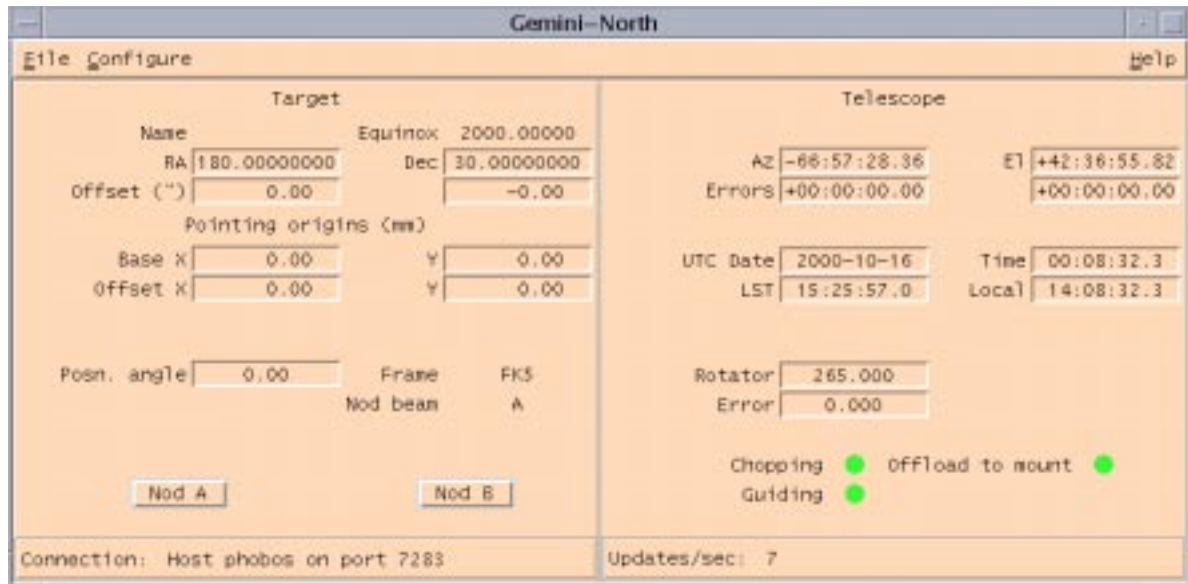 Gemini-North
File Configure Help
Target
Name Equinox 2000.00000
RA 180.00000000 Dec 30.00000000
Offset (") 0.00 -0.00
Pointing origins (mm)
Base X 0.00 Y 0.00
Offset X 0.00 Y 0.00
Posn. angle 0.00 Frame FK5
Nod beam A
Nod A Nod B
Connection: Host phobos on port 7283
Telescope
Az -66:57:28.36 El +42:36:55.82
Errors +00:00:00.00 +00:00:00.00
UTC Date 2000-10-16 Time 00:08:32.3
LST 15:25:57.0 Local 14:08:32.3
Rotator 265.000
Error 0.000
Chopping Offload to mount
Guiding
Updates/sec: 7